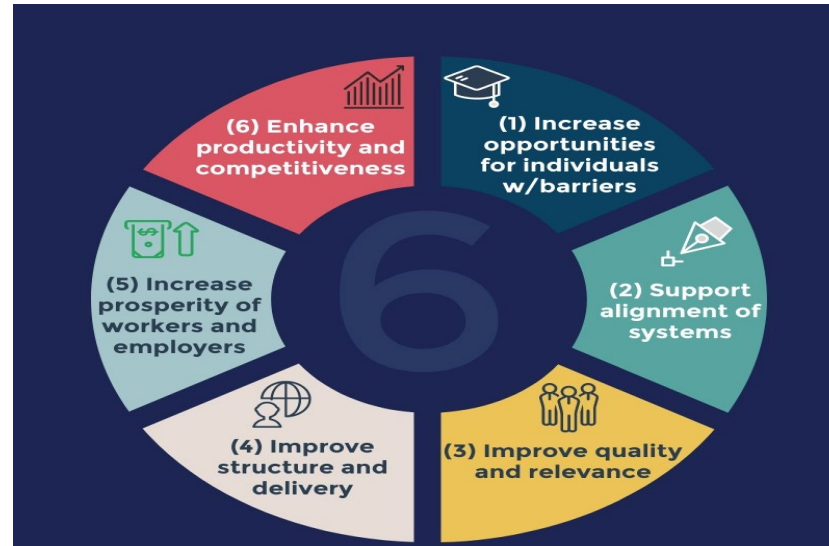 (1) Increase
opportunities
for individuals
w/barriers
(2) Support
alignment of
systems
(3) Improve quality
and relevance
(4) Improve
structure and
delivery
(5) Increase
prosperity of
workers and
employers
(6) Enhance
productivity and
competitiveness
6
$